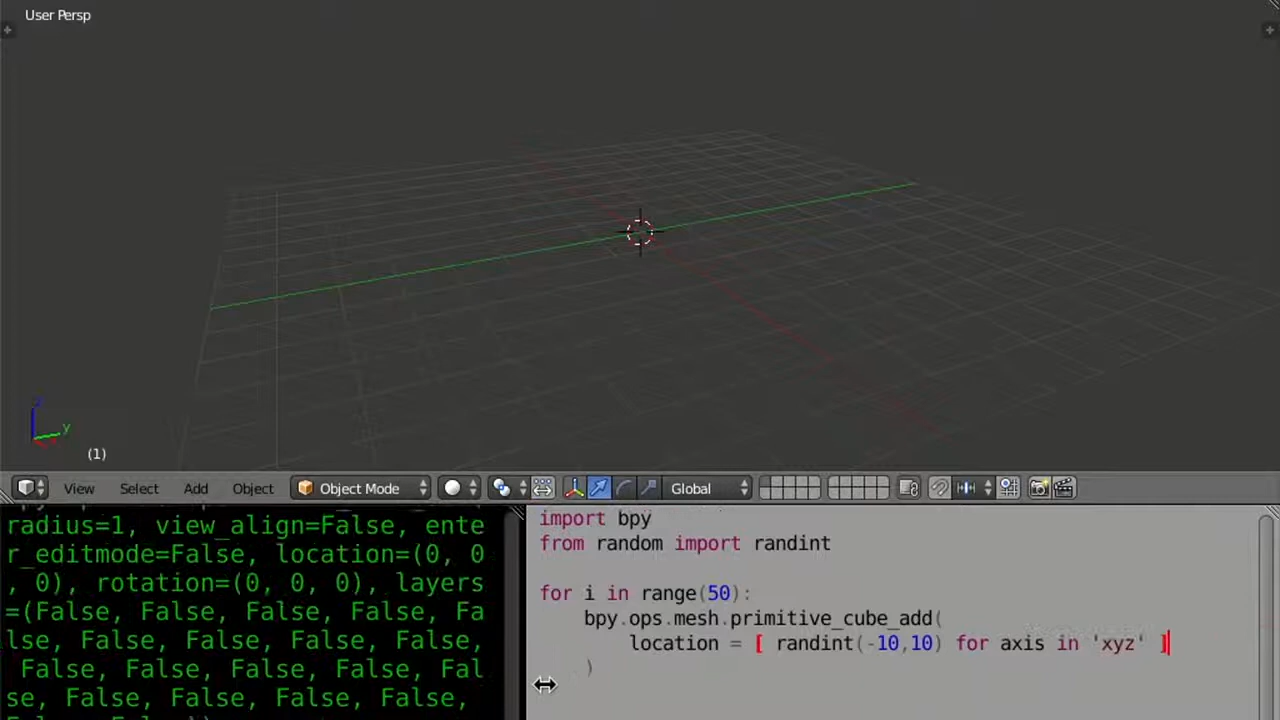 User Persp
z
y
(1)
View Select Add Object Object Mode Global
radius=1, view_align=False, ente
r_editmode=False, location=(0, 0
, 0), rotation=(0, 0, 0), layers
=(False, False, False, False, Fa
lse, False, False, False, False,
False, False, False, False, Fal
se, False, False, False, False,
import bpy
from random import randint
for i in range(50):
bpy.ops.mesh.primitive_cube_add(
location = [ randint(-10,10) for axis in 'xyz' ]
)